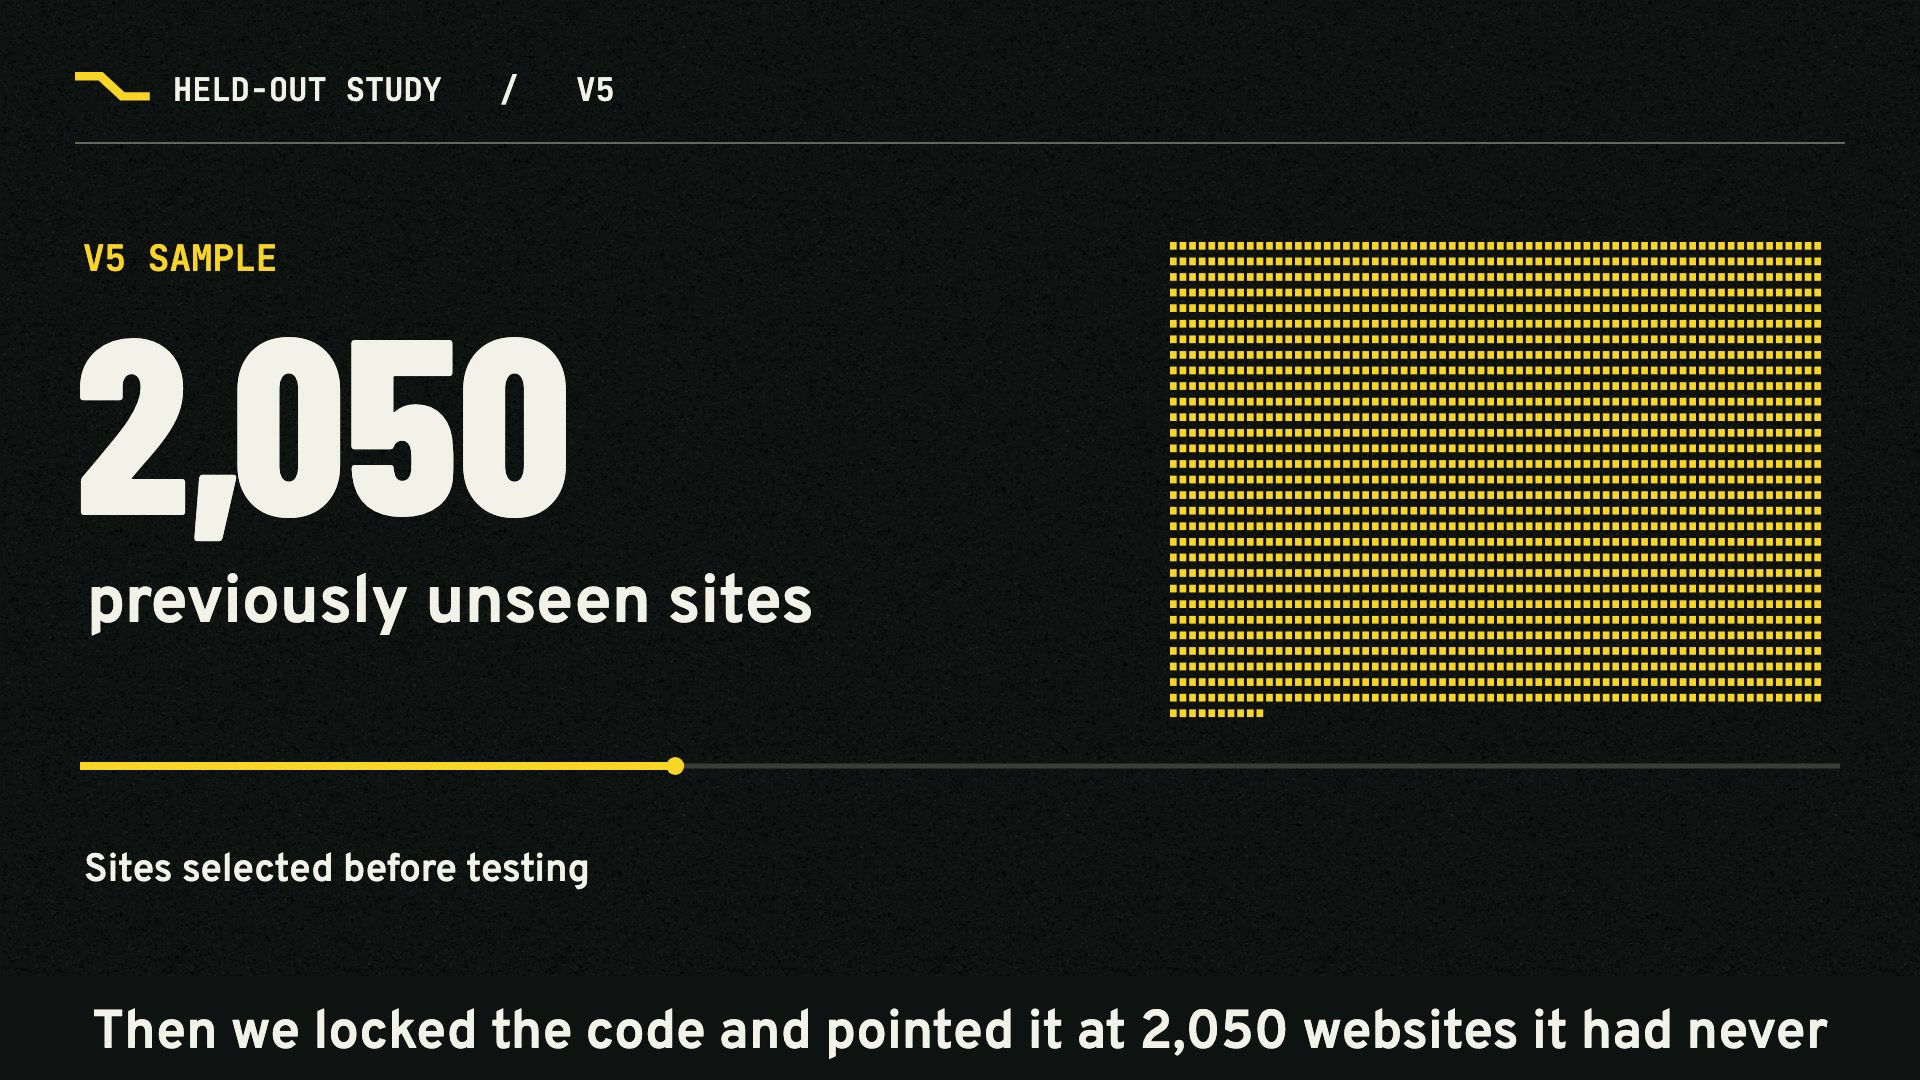 HELD-OUT STUDY / V5
V5 SAMPLE
2,050
previously unseen sites
Sites selected before testing
Then we locked the code and pointed it at 2,050 websites it had never